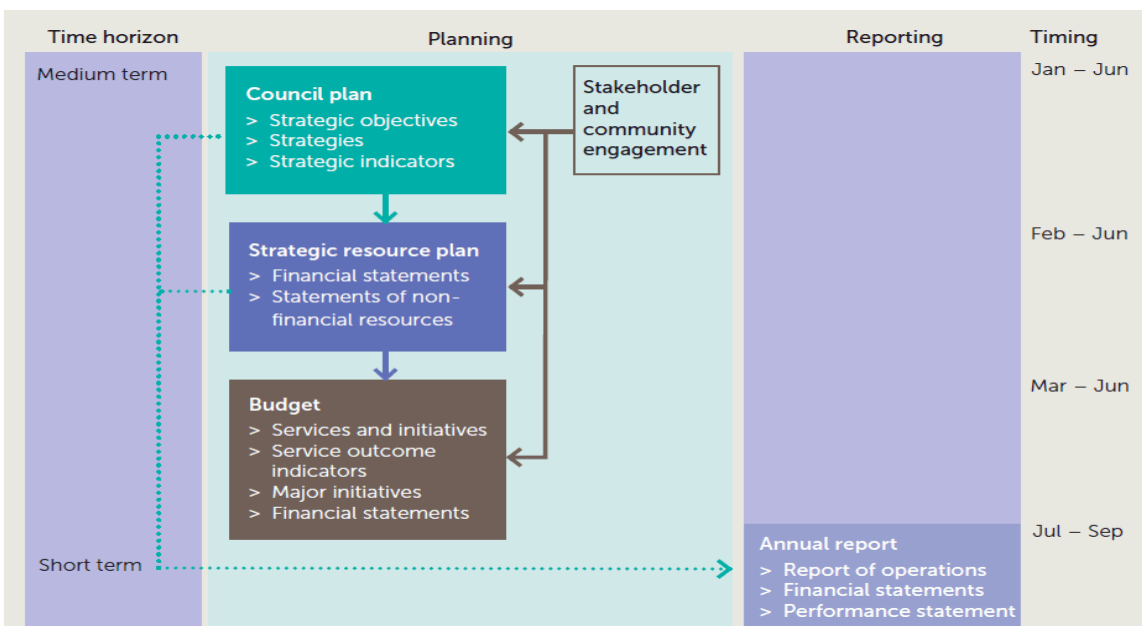 Time horizon
Planning
Reporting
Timing
Medium term
Council plan
> Strategic objectives
> Strategies
> Strategic indicators
Stakeholder
and
community
engagement
Jan – Jun
Strategic resource plan
> Financial statements
> Statements of non-
financial resources
Feb – Jun
Budget
> Services and initiatives
> Service outcome
indicators
> Major initiatives
> Financial statements
Mar – Jun
Short term
Annual report
> Report of operations
> Financial statements
> Performance statement
Jul – Sep